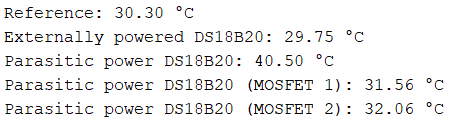 Reference: 30.30 °C
Externally powered DS18B20: 29.75 °C
Parasitic power DS18B20: 40.50 °C
Parasitic power DS18B20 (MOSFET 1): 31.56 °C
Parasitic power DS18B20 (MOSFET 2): 32.06 °C